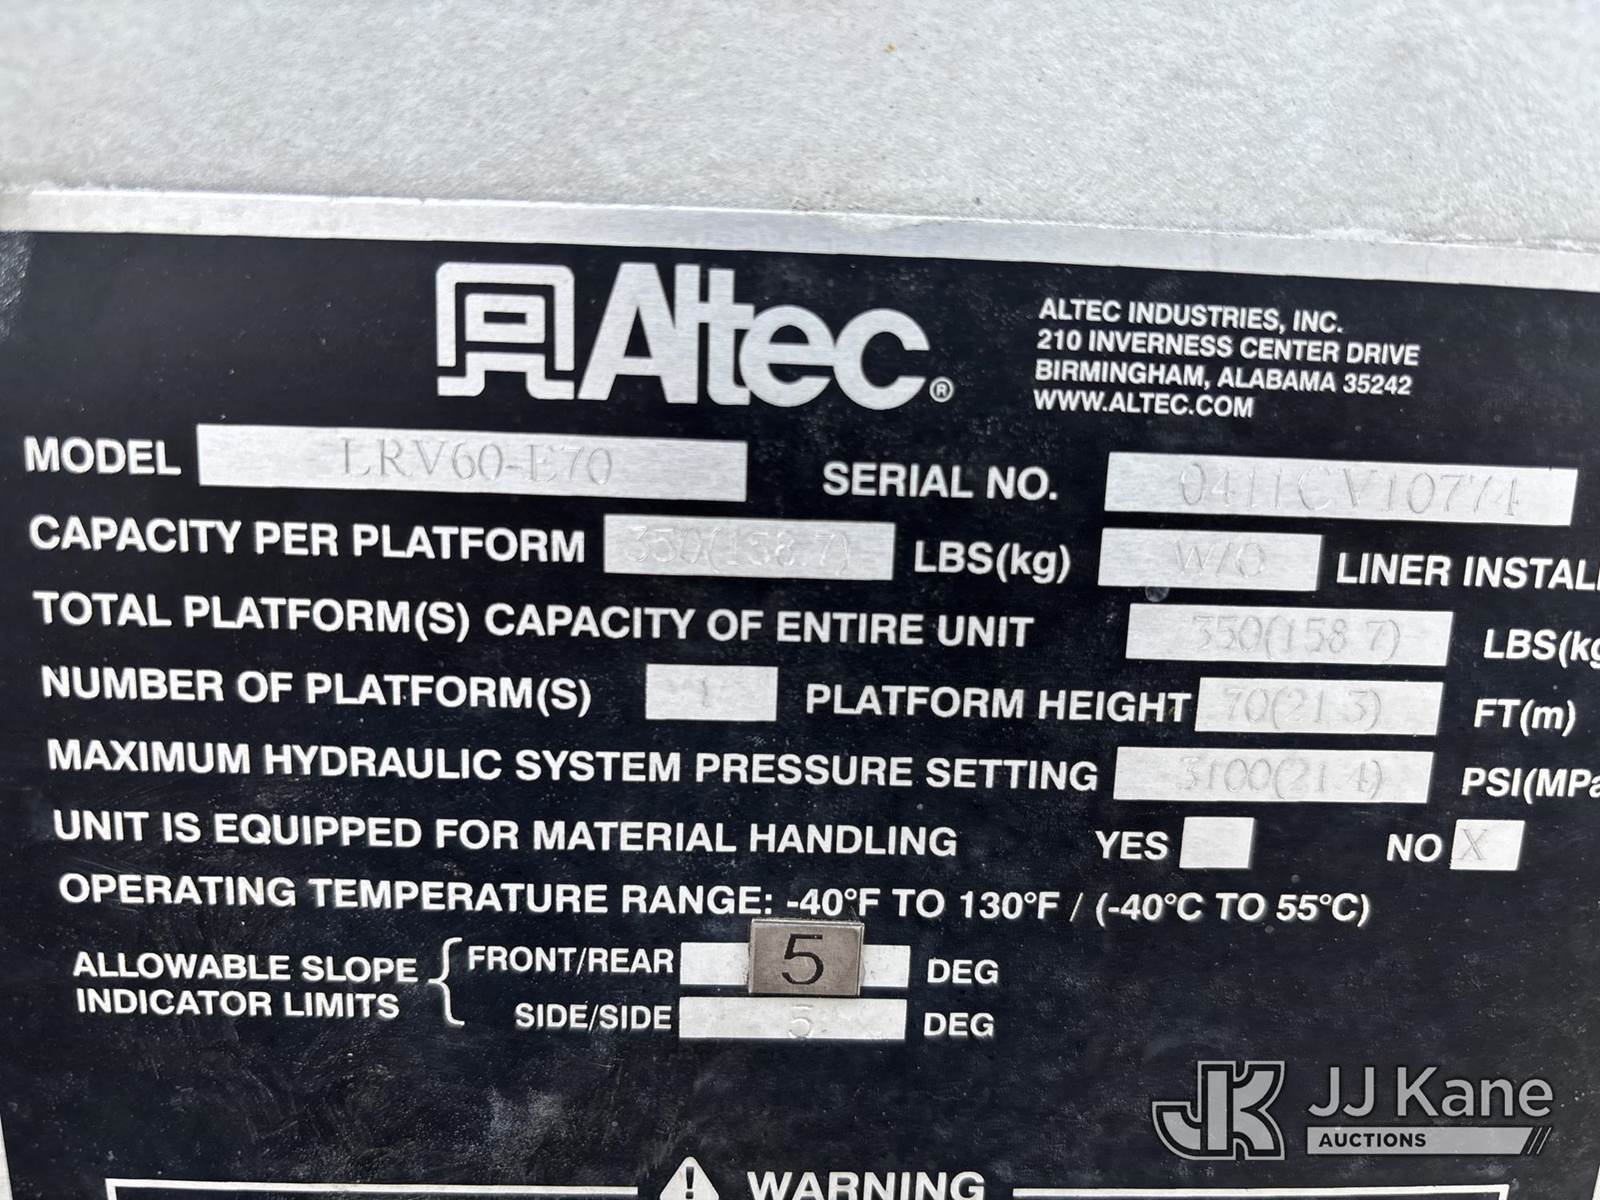 Altec®
ALTEC INDUSTRIES, INC.
210 INVERNESS CENTER DRIVE
BIRMINGHAM, ALABAMA 35242
WWW.ALTEC.COM
MODEL LRV60-E70 SERIAL NO. 0411CV10774
CAPACITY PER PLATFORM 350(158.7) LBS(kg) W/O LINER INSTAL
TOTAL PLATFORM(S) CAPACITY OF ENTIRE UNIT 350(158.7) LBS(kg
NUMBER OF PLATFORM(S) 1 PLATFORM HEIGHT 70(21.3) FT(m)
MAXIMUM HYDRAULIC SYSTEM PRESSURE SETTING 3100(21.4) PSI(MPa
UNIT IS EQUIPPED FOR MATERIAL HANDLING YES NO X
OPERATING TEMPERATURE RANGE: -40°F TO 130°F / (-40°C TO 55°C)
ALLOWABLE SLOPE INDICATOR LIMITS
FRONT/REAR 5 DEG
SIDE/SIDE 5 DEG
JK JJ Kane
AUCTIONS
WARNING